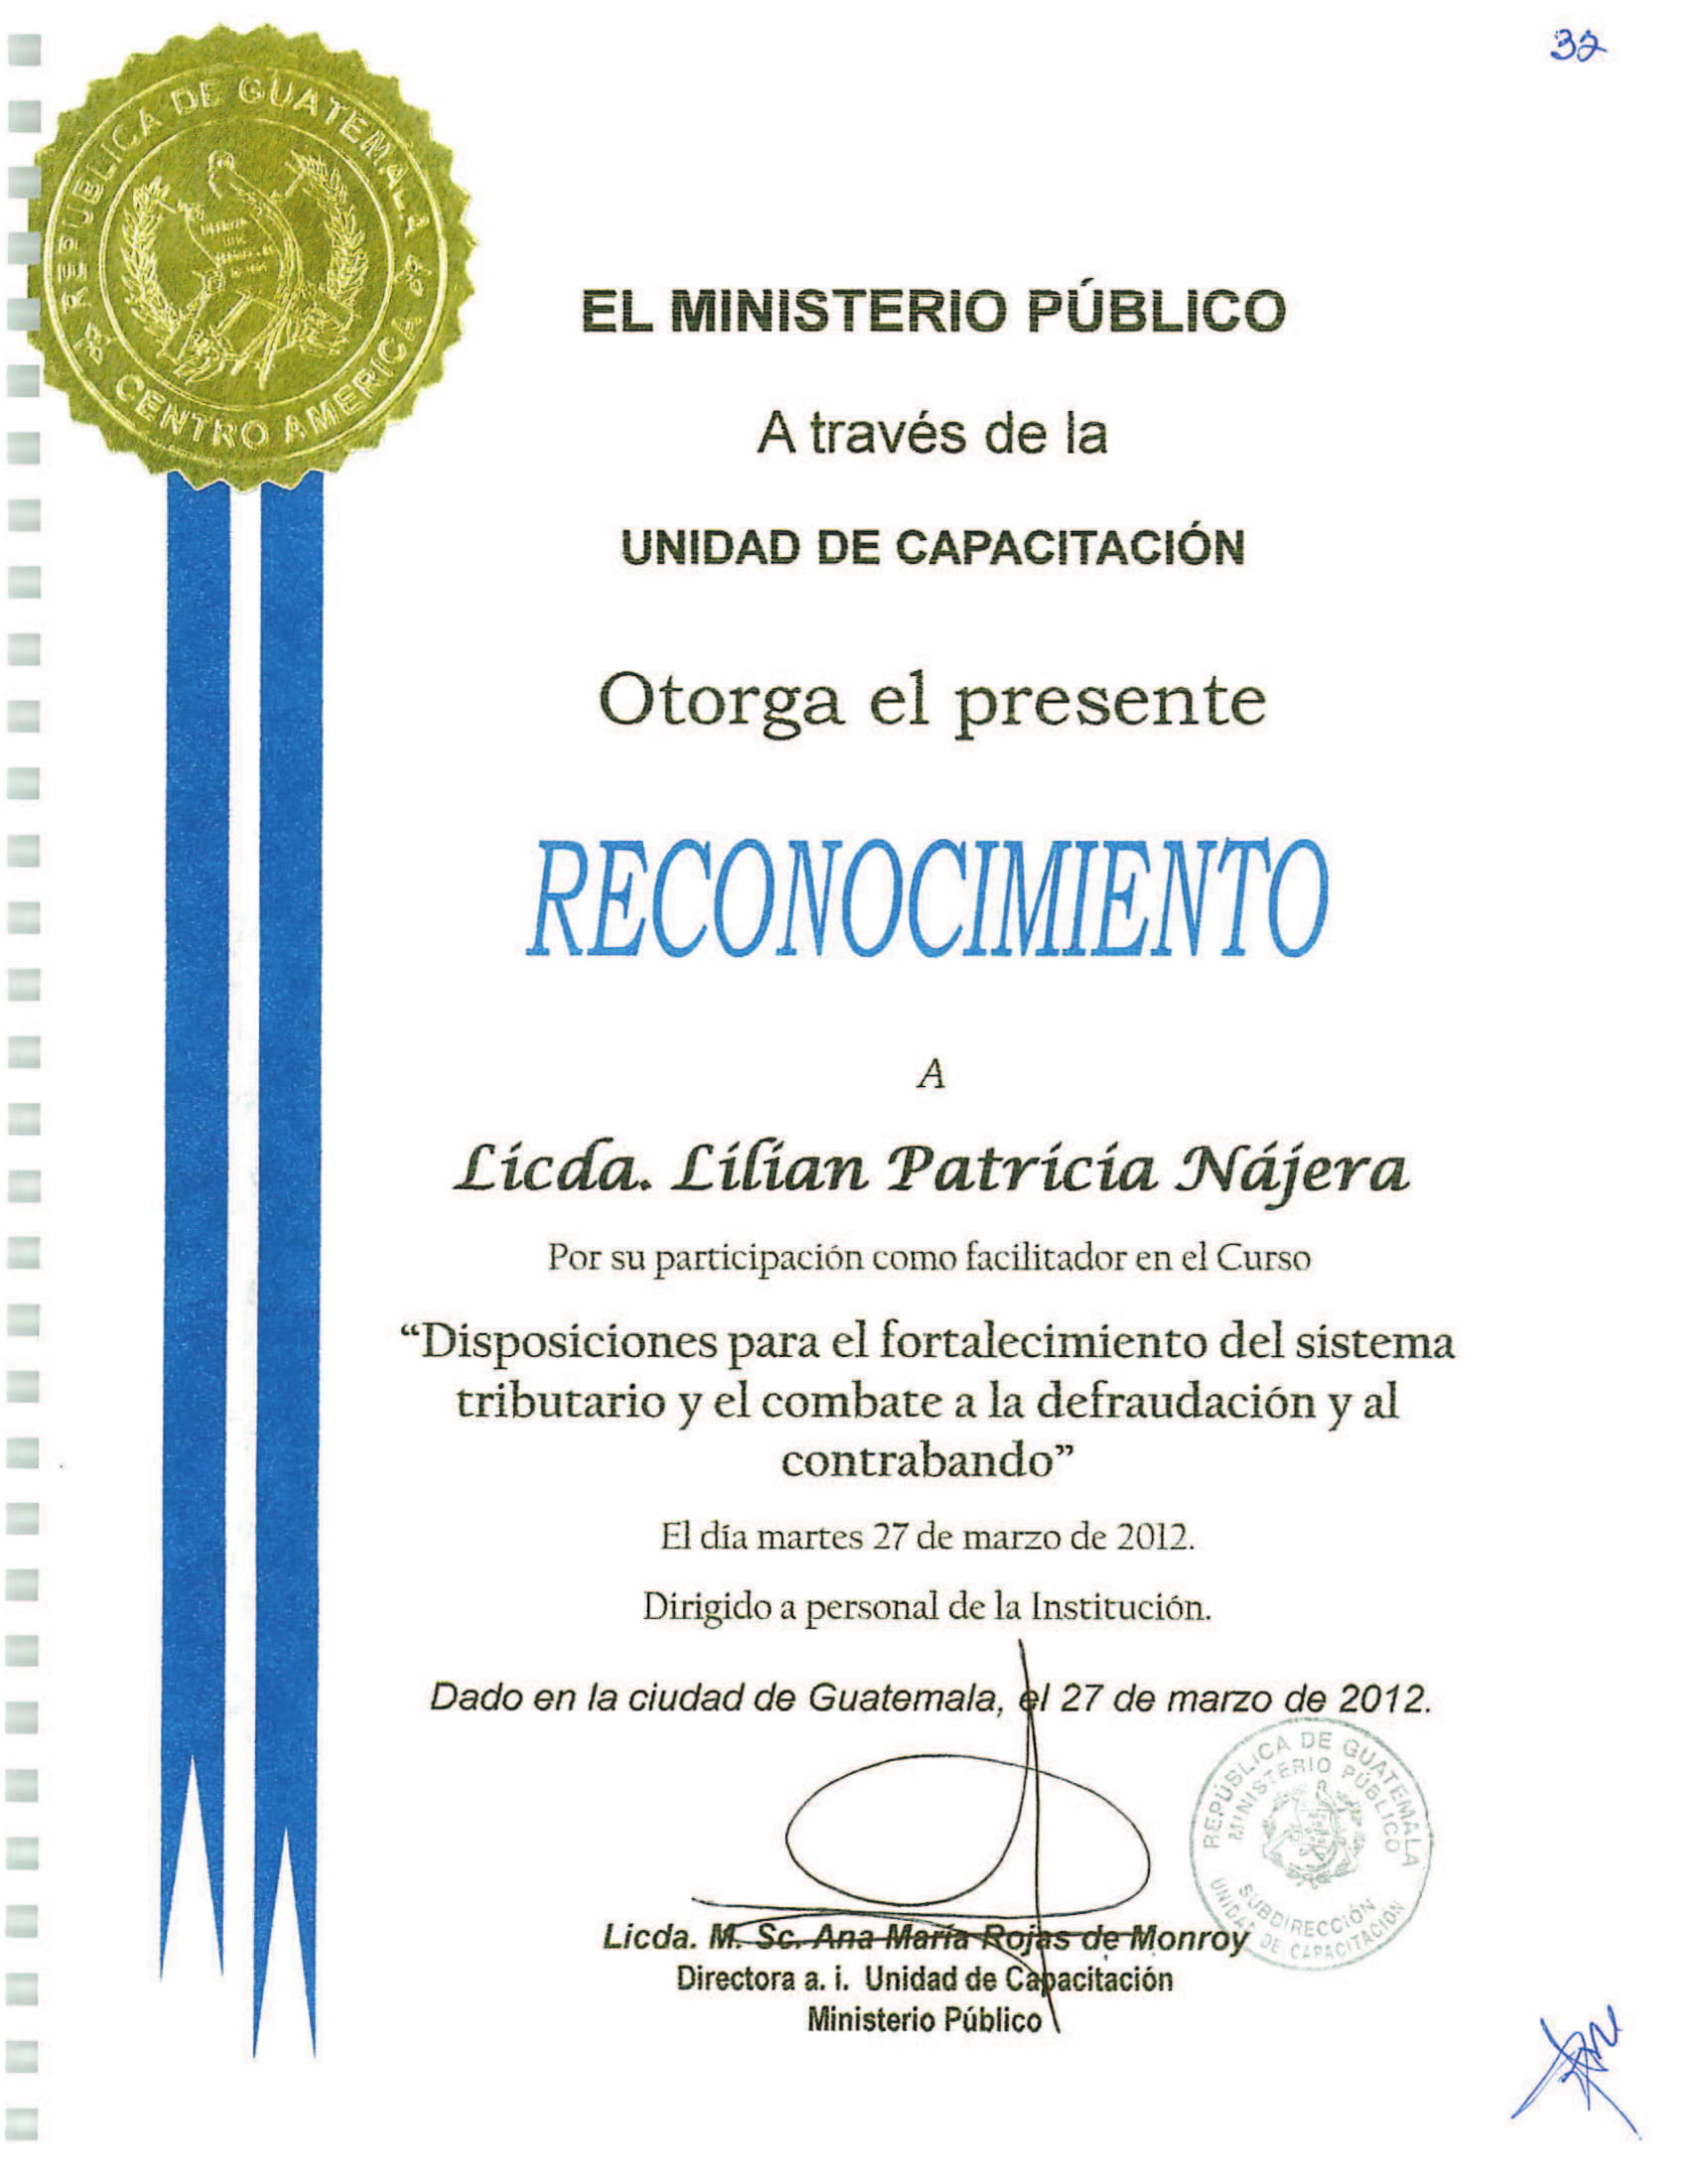 32
REPUBLICA DE GUATEMALA
CENTRO AMERICA
EL MINISTERIO PÚBLICO
A través de la
UNIDAD DE CAPACITACIÓN
Otorga el presente
RECONOCIMIENTO
A
Licda. Lilian Patricia Nájera
Por su participación como facilitador en el Curso
“Disposiciones para el fortalecimiento del sistema
tributario y el combate a la defraudación y al
contrabando”
El día martes 27 de marzo de 2012.
Dirigido a personal de la Institución.
Dado en la ciudad de Guatemala, el 27 de marzo de 2012.
REPÚBLICA DE GUATEMALA
MINISTERIO PÚBLICO
SUBDIRECCIÓN
UNIDAD DE CAPACITACIÓN
Licda. M. Sc. Ana María Rojas de Monroy
Directora a. i. Unidad de Capacitación
Ministerio Público